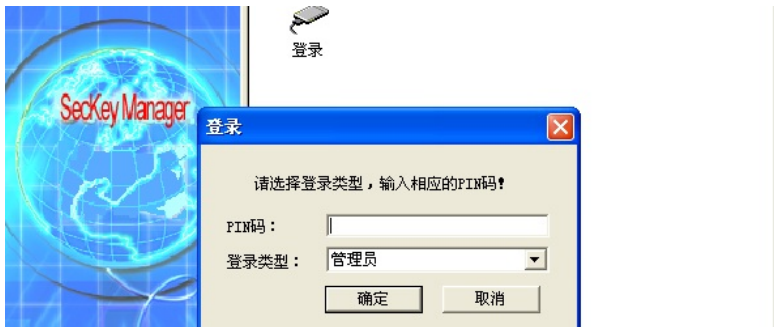 登录
SecKey Manager
登录
请选择登录类型，输入相应的PIN码！
PIN码：
登录类型： 管理员
确定 取消